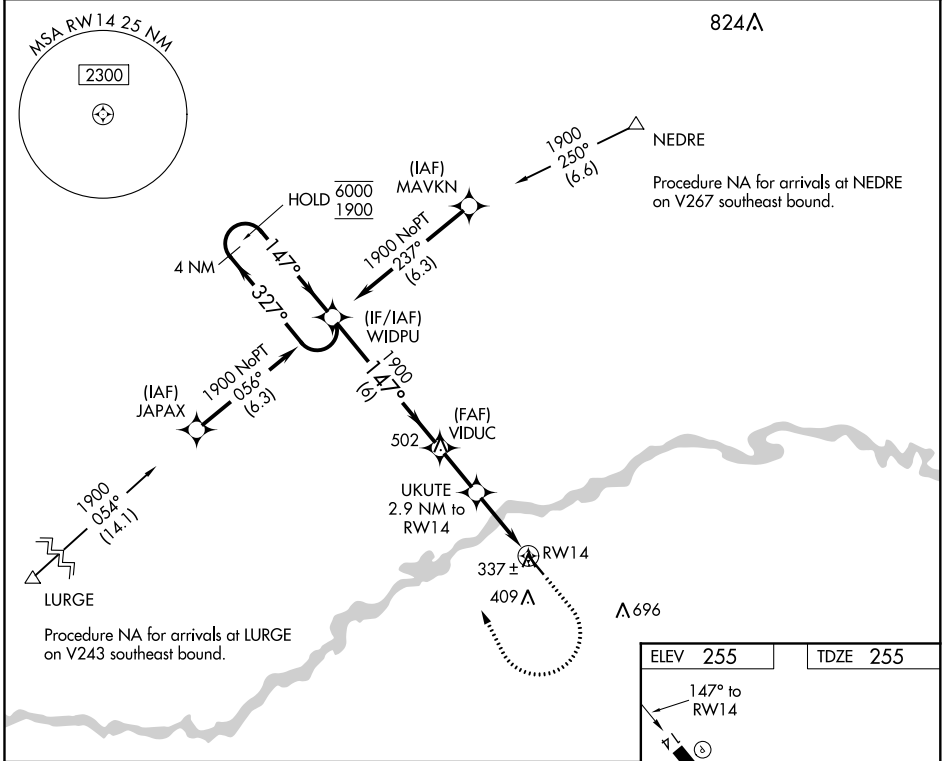 MSA RW14 25 NM
2300
824
NEDRE
1900
250°
(6.6)
Procedure NA for arrivals at NEDRE
on V267 southeast bound.
(IAF)
MAVKN
HOLD 6000
1900
1900 NoPT
237°
(6.3)
147°
4 NM
327°
(IF/IAF)
WIDPU
1900
147°
(6)
1900 NoPT
056°
(6.3)
(IAF)
JAPAX
(FAF)
VIDUC
502
UKUTE
2.9 NM to
RW14
1900
054°
(14.1)
RW14
337 ±
409
696
LURGE
Procedure NA for arrivals at LURGE
on V243 southeast bound.
ELEV 255
TDZE 255
147° to
RW14
14
P